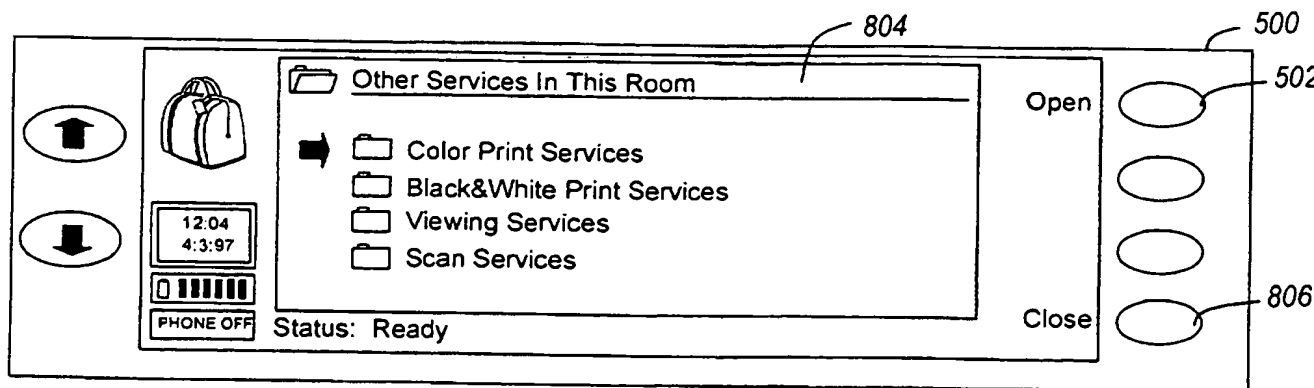 804
500
Other Services In This Room
Open
502
Color Print Services
Black&White Print Services
Viewing Services
Scan Services
12:04
4:3:97
PHONE OFF
Status: Ready
Close
806